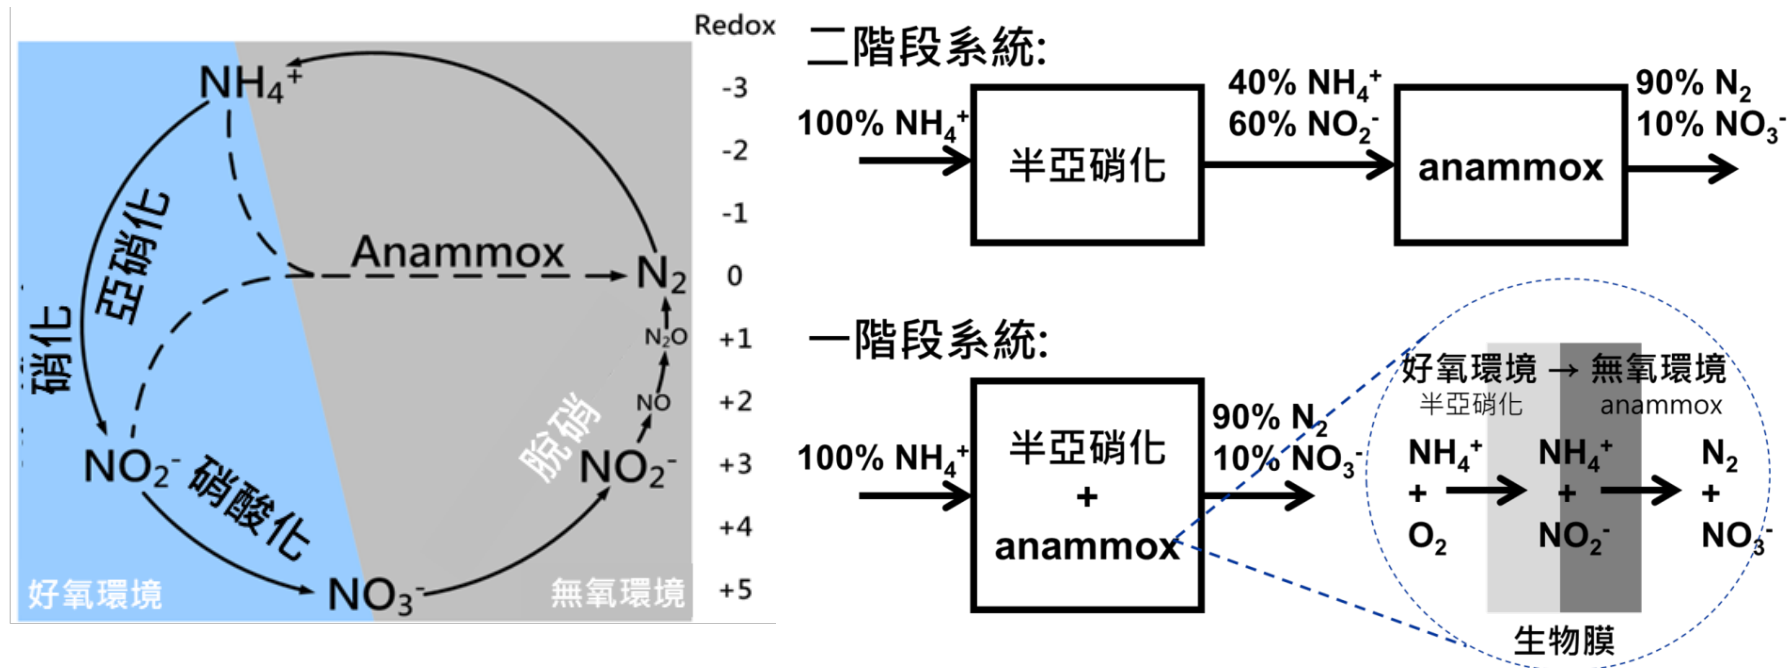 Redox
NH₄⁺
-3
-2
-1
0
+1
+2
+3
+4
+5
亞硝化
硝化
Anammox
N₂
N₂O
NO
脫硝
NO₂⁻
NO₂⁻
硝酸化
NO₃⁻
好氧環境
無氧環境
二階段系統:
100% NH₄⁺
半亞硝化
40% NH₄⁺
60% NO₂⁻
anammox
90% N₂
10% NO₃⁻
一階段系統:
100% NH₄⁺
半亞硝化
+
anammox
90% N₂
10% NO₃⁻
好氧環境 → 無氧環境
半亞硝化 anammox
NH₄⁺ NH₄⁺ N₂
+ + +
O₂ NO₂⁻ NO₃⁻
生物膜